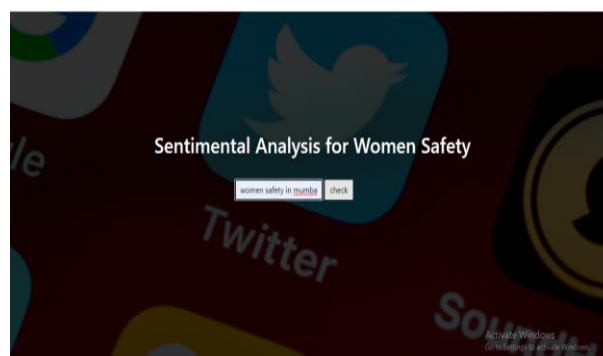 le
Sentimental Analysis for Women Safety
women safety in mumba check
Twitter
Activate Windows
Go to Settings to activate Windows.